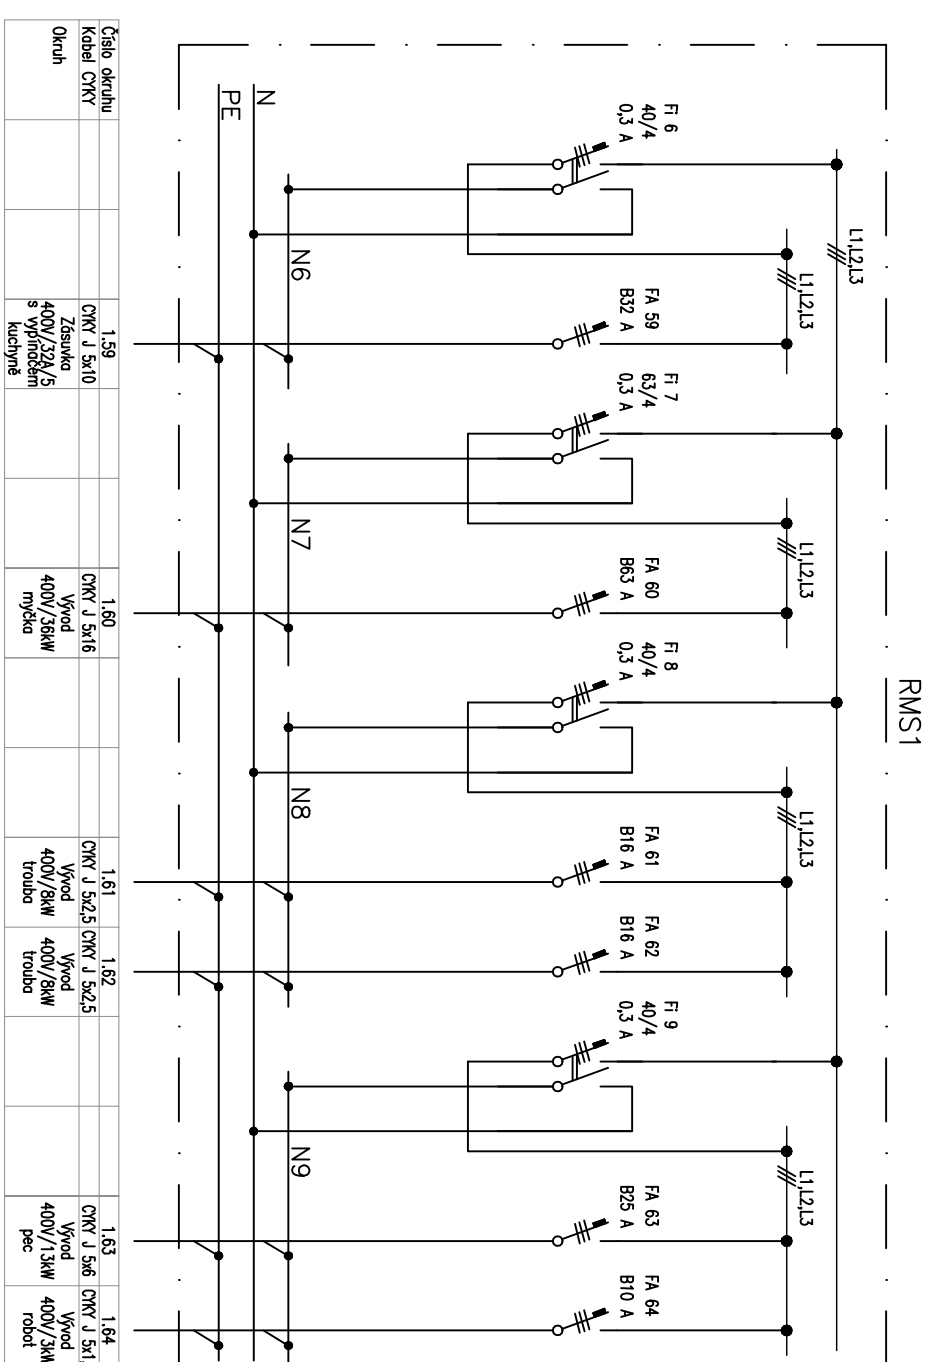 RMS1
L1,L2,L3
L1,L2,L3
L1,L2,L3
L1,L2,L3
L1,L2,L3
Fi 6
40/4
0,3 A
FA 59
B32 A
Fi 7
63/4
0,3 A
FA 60
B63 A
Fi 8
40/4
0,3 A
FA 61
B16 A
FA 62
B16 A
Fi 9
40/4
0,3 A
FA 63
B25 A
FA 64
B10 A
N6
N7
N8
N9
N
PE
Číslo okruhu
Kabel CYKY
Okruh
1.59
CYKY J 5x10
Zásuvka
400V/32A/5
s vypínačem
kuchyně
1.60
CYKY J 5x16
Vývod
400V/36kW
myčka
1.61
CYKY J 5x2,5
Vývod
400V/8kW
trouba
1.62
CYKY J 5x2,5
Vývod
400V/8kW
trouba
1.63
CYKY J 5x6
Vývod
400V/13kW
pec
1.64
CYKY J 5x1,
Vývod
400V/3kW
robot